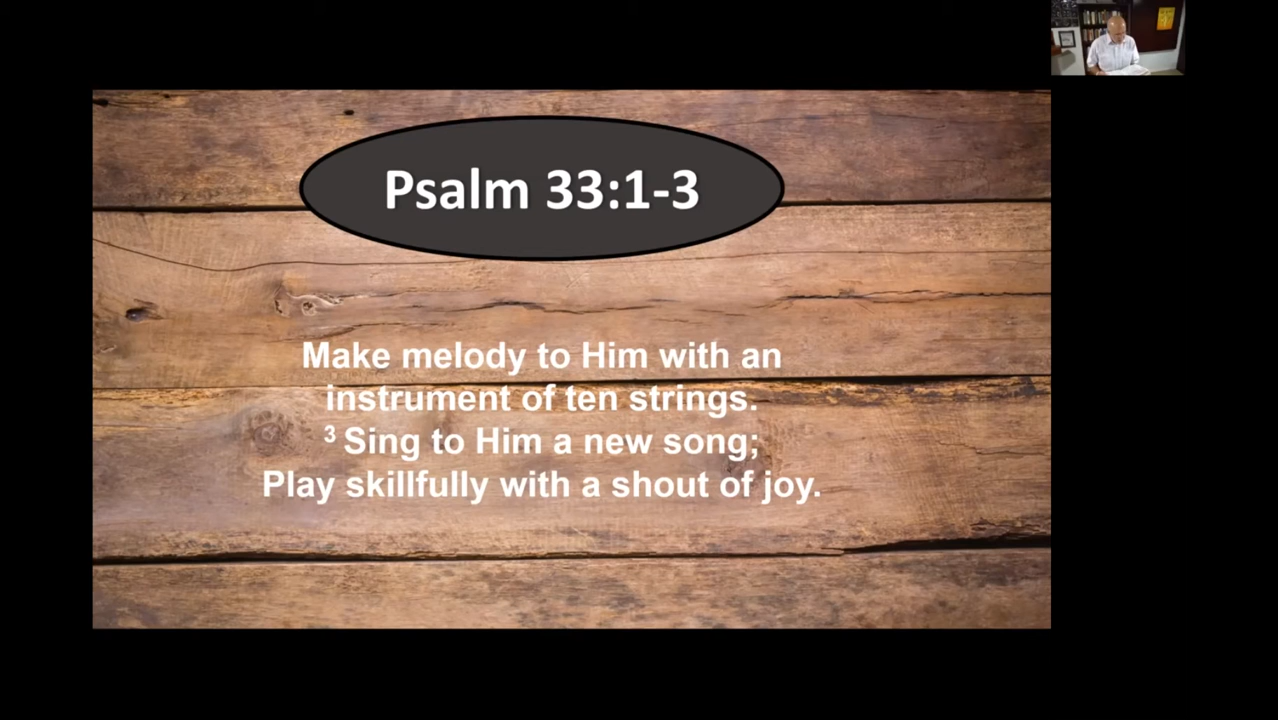 Psalm 33:1-3
Make melody to Him with an
instrument of ten strings.
3 Sing to Him a new song;
Play skillfully with a shout of joy.